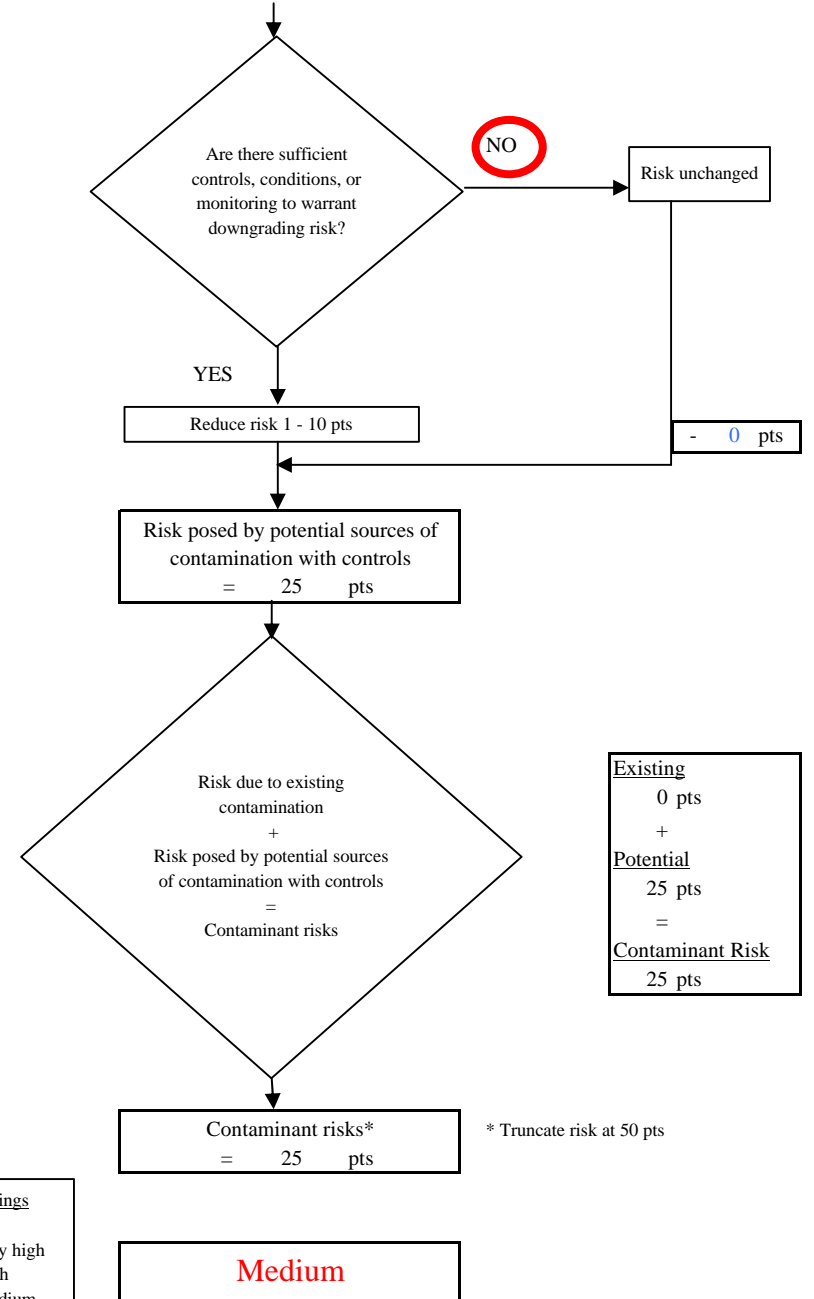 Are there sufficient
controls, conditions, or
monitoring to warrant
downgrading risk?
NO
Risk unchanged
YES
Reduce risk 1 - 10 pts
- 0 pts
Risk posed by potential sources of
contamination with controls
= 25 pts
Risk due to existing
contamination
+
Risk posed by potential sources
of contamination with controls
=
Contaminant risks
Existing
0 pts
+
Potential
25 pts
=
Contaminant Risk
25 pts
Contaminant risks*
= 25 pts
* Truncate risk at 50 pts
high
Medium